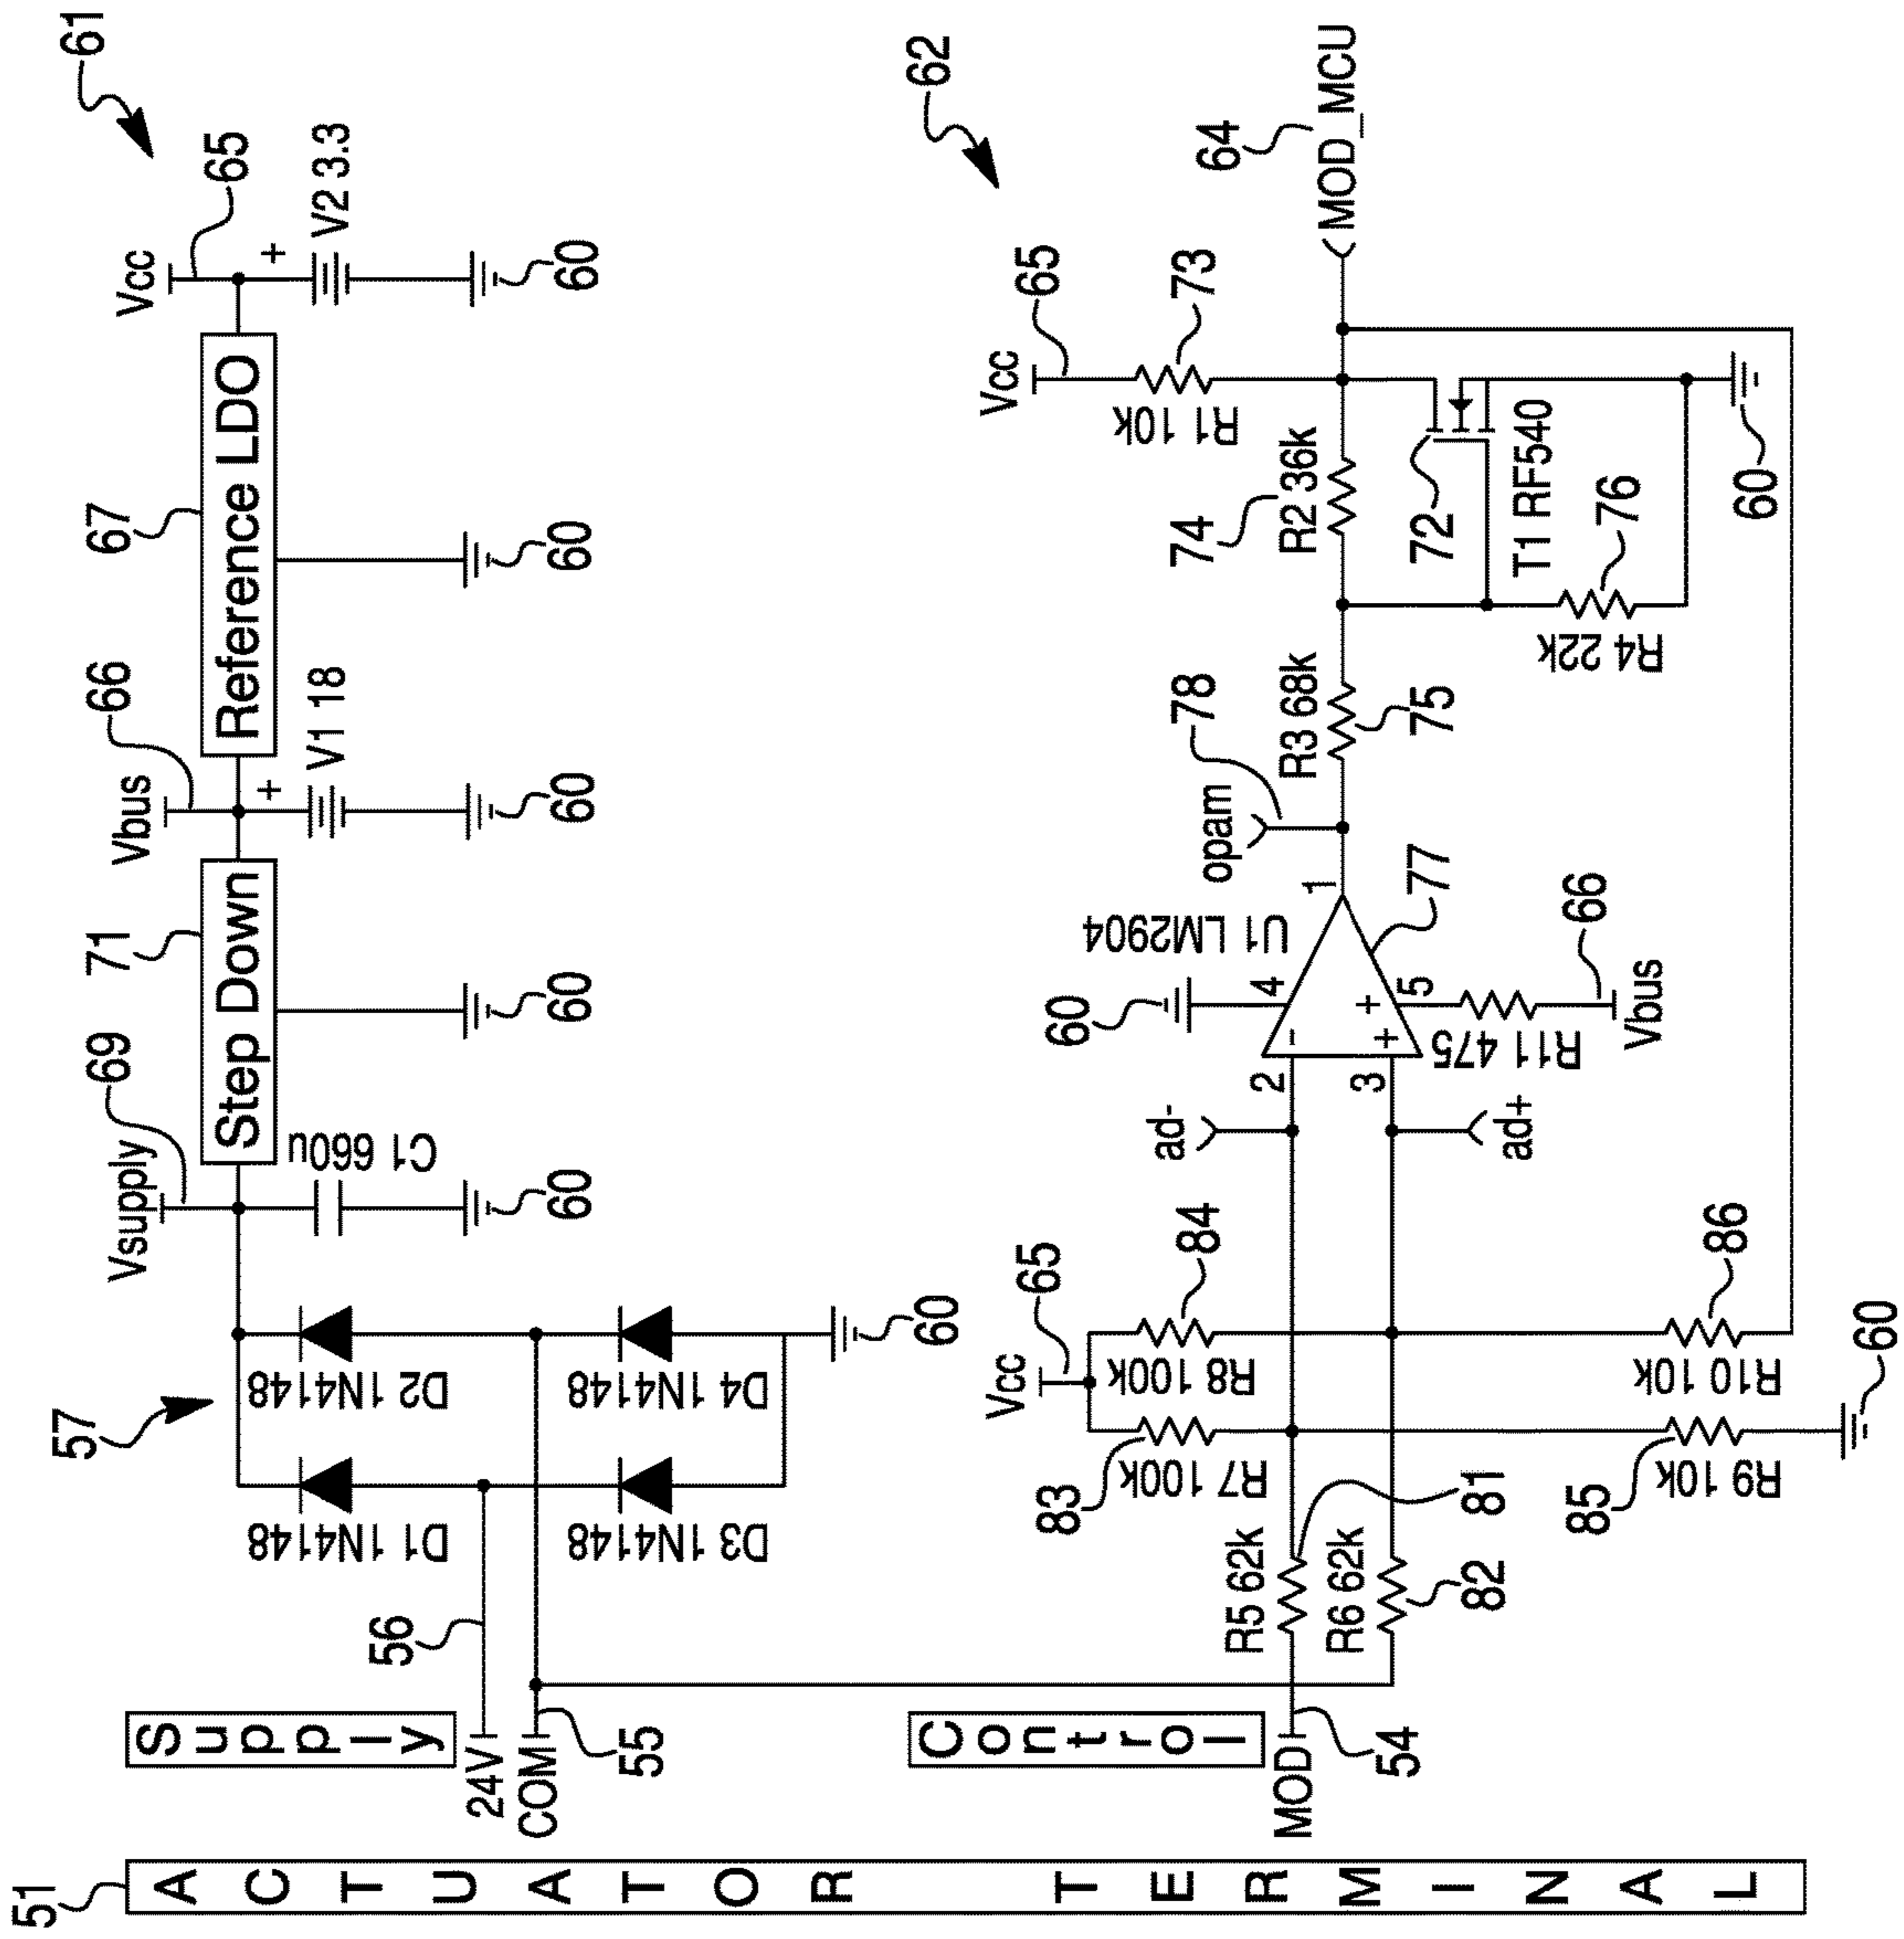 51
ACTUATOR TERMINAL
Supply
24V
COM
56
55
57
D1 1N4148
D2 1N4148
D3 1N4148
D4 1N4148
60
Vsupply
69
C1 660u
60
Step Down
71
60
Vbus
66
V1 18
+
60
Reference LDO
67
60
Vcc
65
V2 3.3
+
60
61
Control
MOD
54
R5 62k
81
R6 62k
82
Vcc
65
R7 100k
83
R8 100k
84
R9 10k
85
R10 10k
86
60
ad-
ad+
2
3
-
+
+
4
5
1
60
U1 LM2904
77
R11 475
Vbus
66
opam
78
R3 68k
75
R2 36k
74
R4 22k
76
T1 RF540
72
60
Vcc
65
R1 10k
73
MOD_MCU
64
62